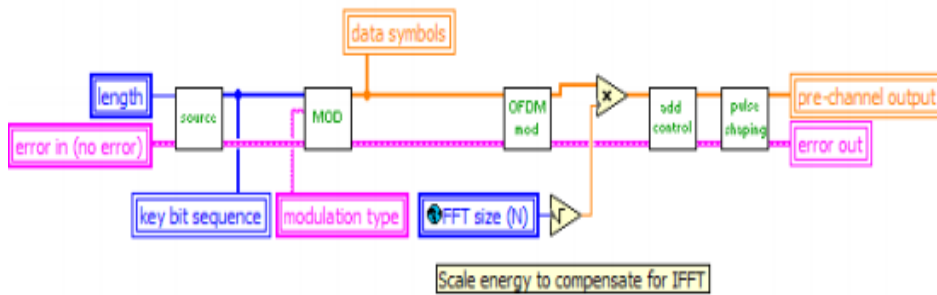 data symbols
length
source
MOD
OFDM
mod
x
add
control
pulse
shaping
pre-channel output
error in (no error)
error out
key bit sequence
modulation type
FFT size (N)
√
Scale energy to compensate for IFFT